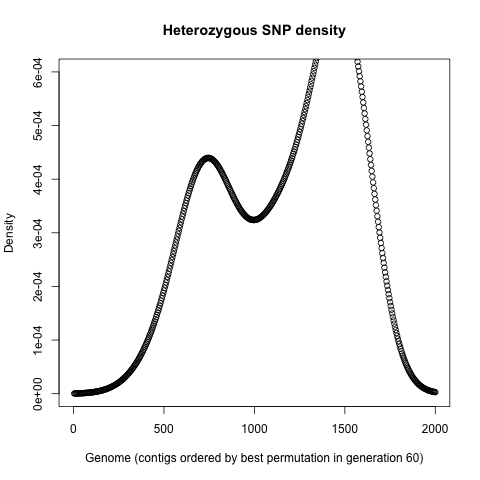 Heterozygous SNP density
6e-04
5e-04
4e-04
3e-04
2e-04
1e-04
0e+00
Density
0 500 1000 1500 2000
Genome (contigs ordered by best permutation in generation 60)